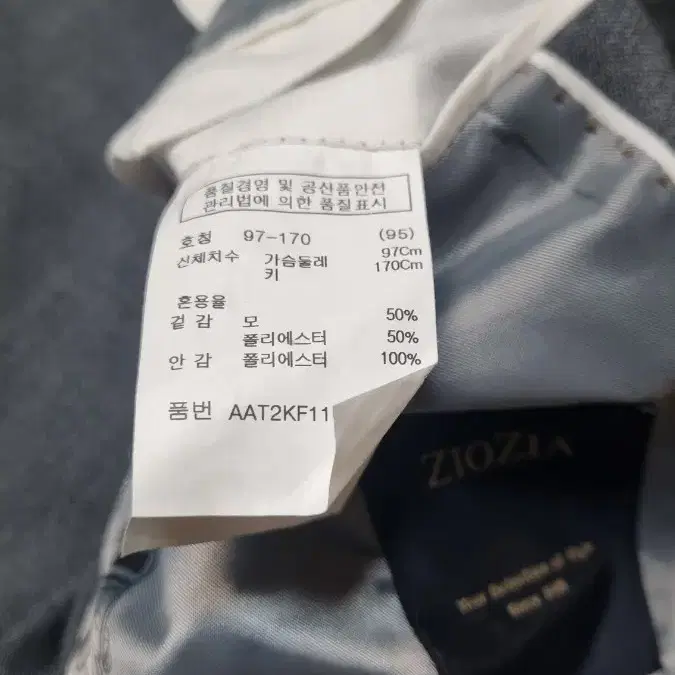 품질경영 및 공산품안전
관리법에 의한 품질표시
호칭 97-170 (95)
신체치수 가슴둘레 97Cm
키 170Cm
혼용율
겉 감 모 50%
폴리에스터 50%
안 감 폴리에스터 100%
품번 AAT2KF11
ZIOZIA